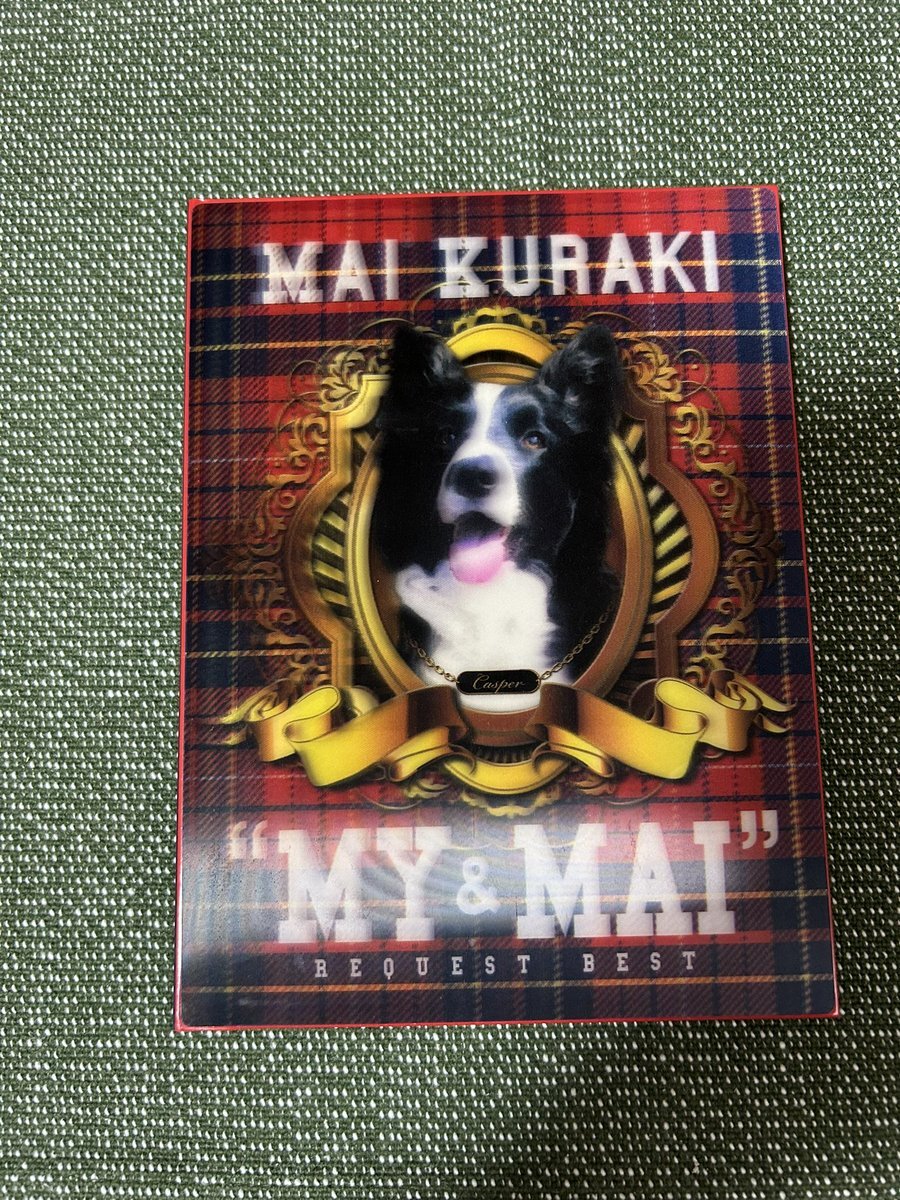 MAI KURAKI
Casper
“MY & MAI”
REQUEST BEST